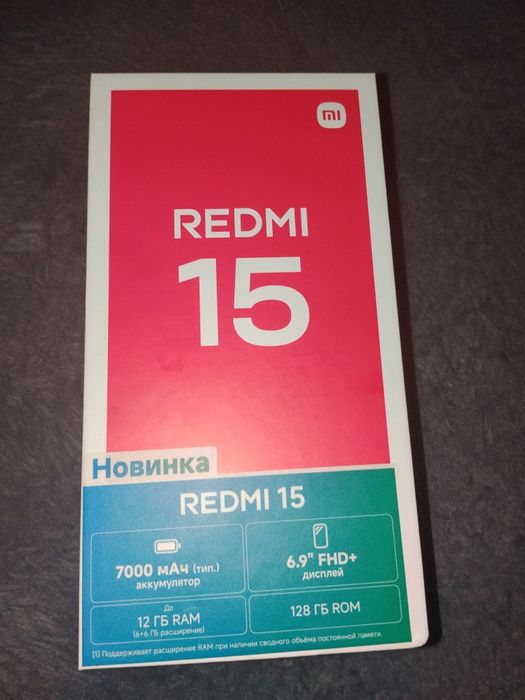 mi
REDMI
15
Новинка
REDMI 15
7000 мАч (тип.)
аккумулятор
6.9" FHD+
дисплей
До
12 ГБ RAM
(6+6 ГБ расширение)
128 ГБ ROM
[1] Поддерживает расширение RAM при наличии сводного объёма постоянной памяти.